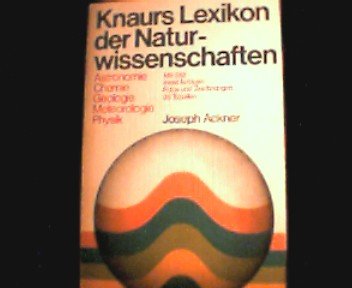 Knaurs Lexikon
der Natur-
wissenschaften
Astronomie
Chemie
Geologie
Meteorologie
Physik
Joseph Ackner